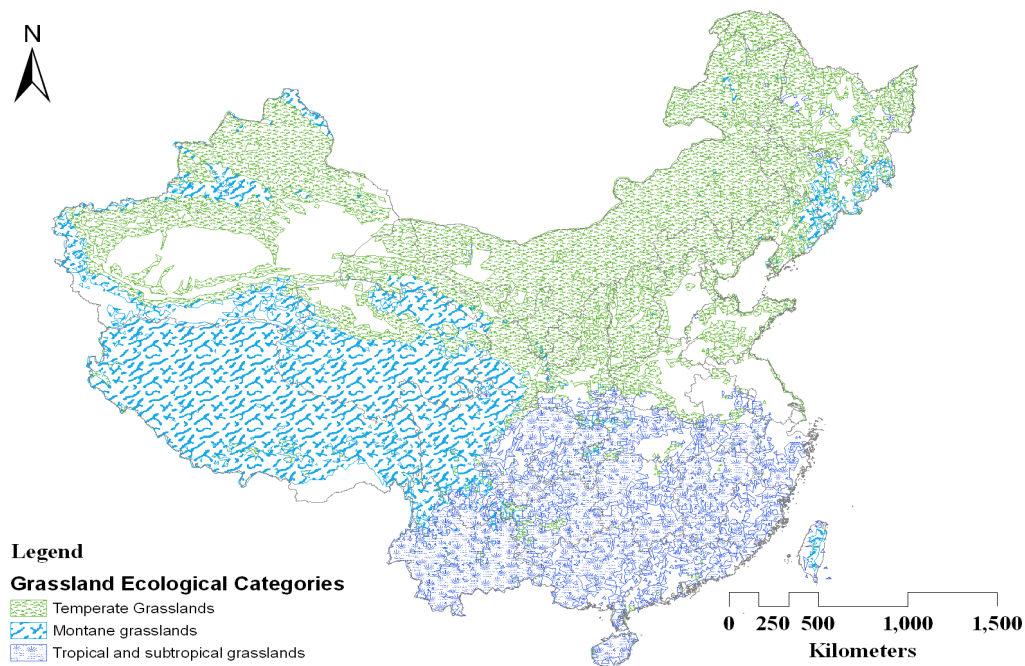 N
Legend
Grassland Ecological Categories
Temperate Grasslands
Montane grasslands
Tropical and subtropical grasslands
0 250 500 1,000 1,500
Kilometers